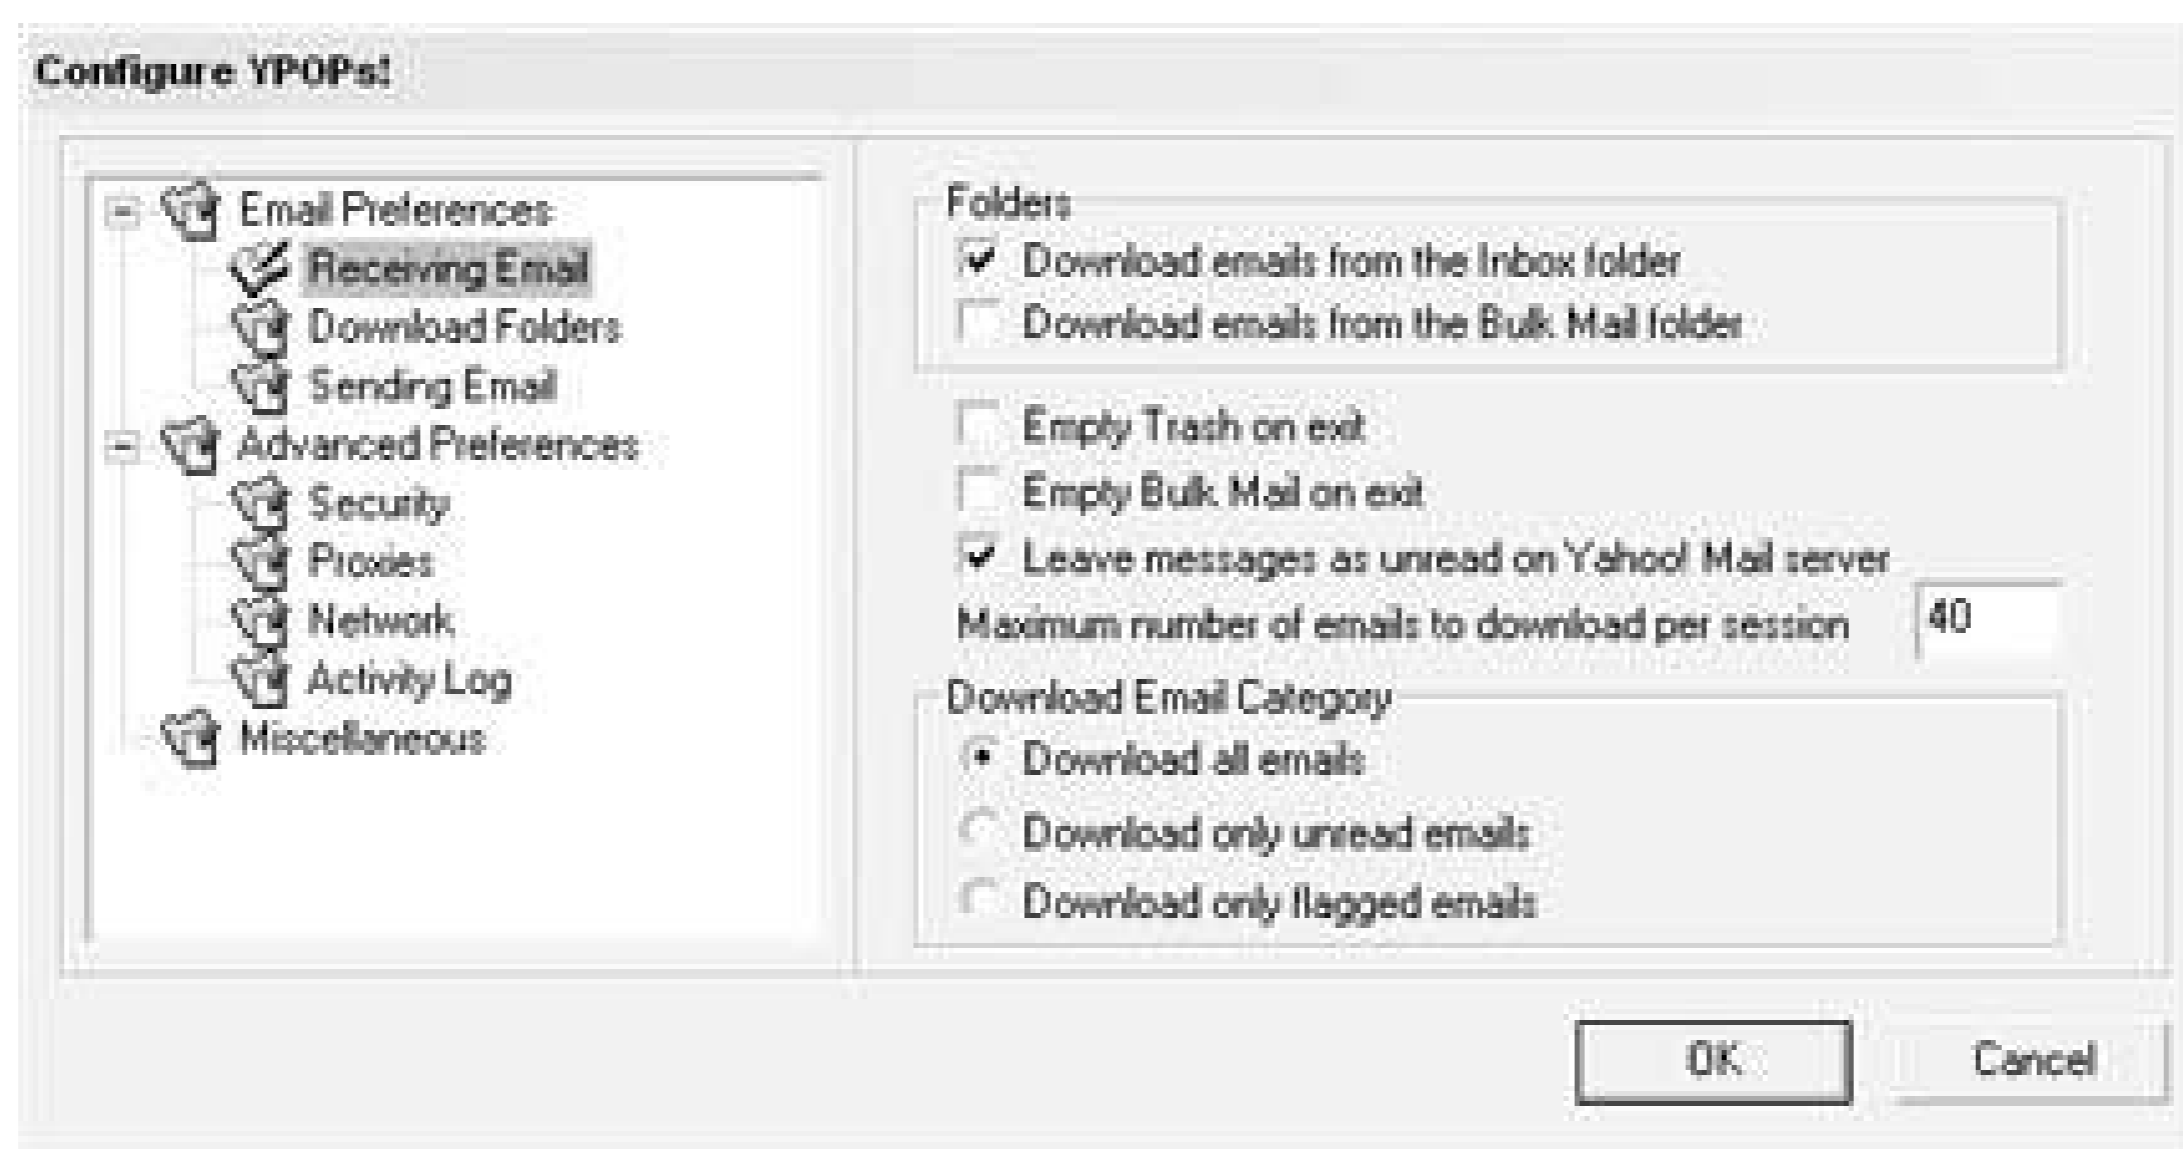 Configure YPOPs!
Email Preferences
Receiving Email
Download Folders
Sending Email
Advanced Preferences
Security
Proxies
Network
Activity Log
Miscellaneous
Folders
Download emails from the Inbox folder
Download emails from the Bulk Mail folder
Empty Trash on exit
Empty Bulk Mail on exit
Leave messages as unread on Yahoo! Mail server
Maximum number of emails to download per session 40
Download Email Category
Download all emails
Download only unread emails
Download only flagged emails
OK Cancel